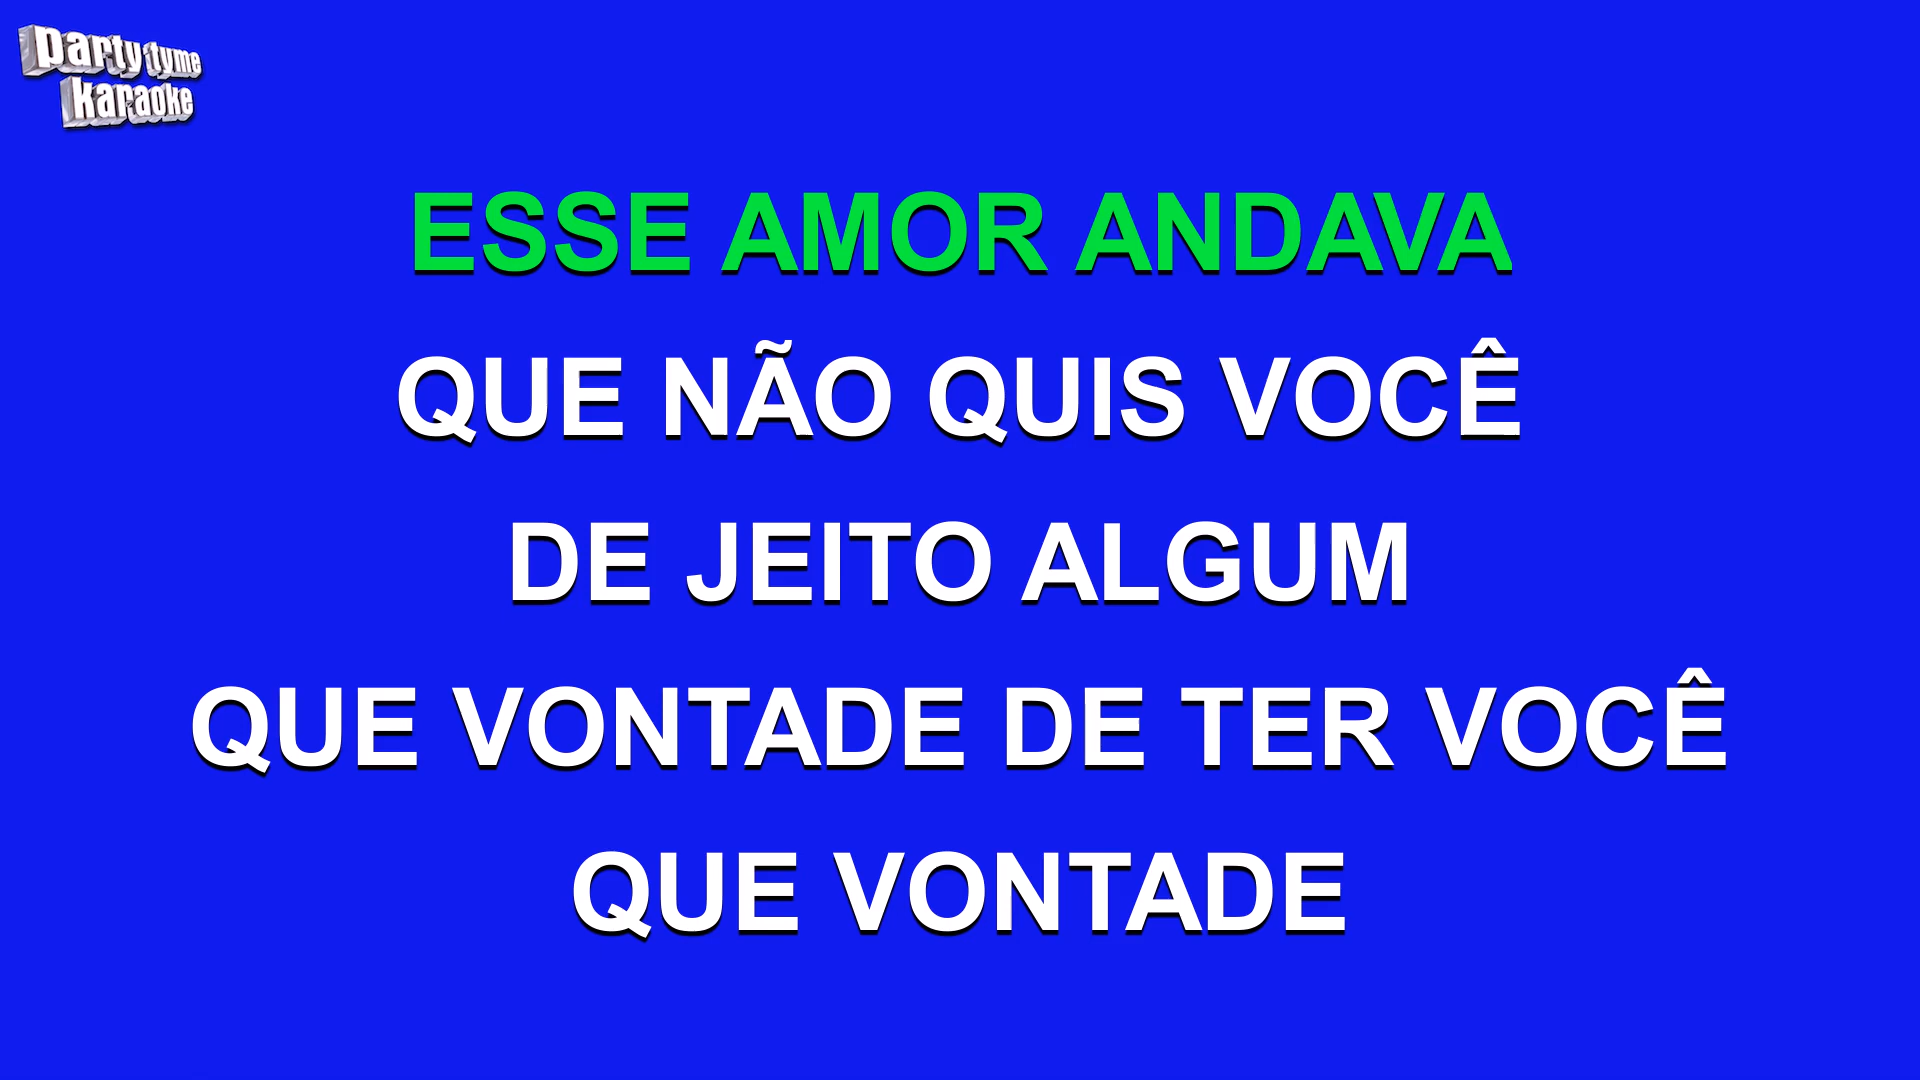 party tyme
karaoke
ESSE AMOR ANDAVA
QUE NÃO QUIS VOCÊ
DE JEITO ALGUM
QUE VONTADE DE TER VOCÊ
QUE VONTADE